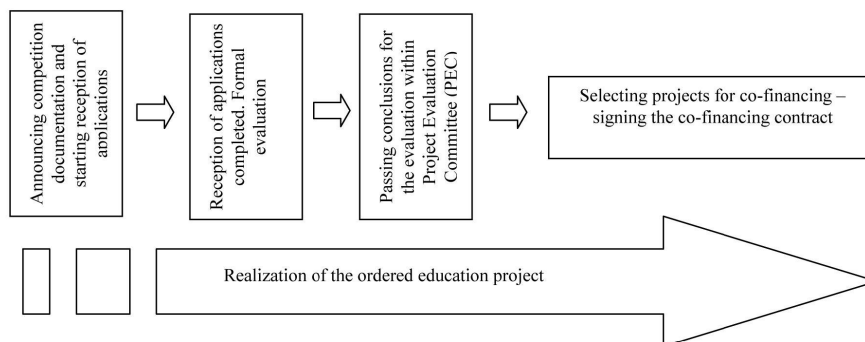 Announcing competition
documentation and
starting reception of
applications
Reception of applications
completed. Formal
evaluation
Passing conclusions for
the evaluation within
Project Evaluation
Committee (PEC)
Selecting projects for co-financing –
signing the co-financing contract
Realization of the ordered education project